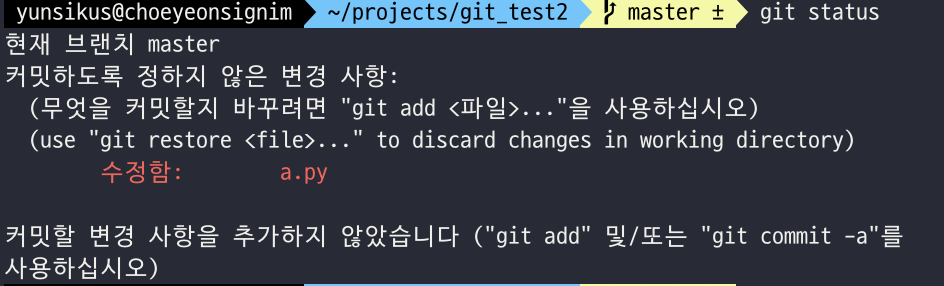 yunsikus@choeyeonsignim ~/projects/git_test2 master ± git status
현재 브랜치 master
커밋하도록 정하지 않은 변경 사항:
(무엇을 커밋할지 바꾸려면 "git add <파일>..."을 사용하십시오)
(use "git restore <file>..." to discard changes in working directory)
수정함: a.py
커밋할 변경 사항을 추가하지 않았습니다 ("git add" 및/또는 "git commit -a"를
사용하십시오)